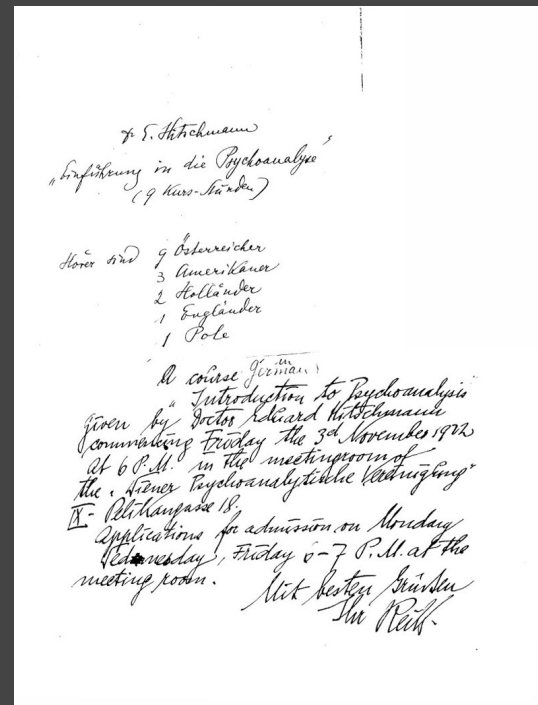 Dr E. Hitschmann
„Einführung in die Psychoanalyse"
(9 Kurs-Stunden)
Hörer sind 9 Österreicher
3 Amerikaner
2 Holländer
1 Engländer
1 Pole
A course in German
"Introduction to Psychoanalysis
given by Doctor Eduard Hitschmann
commencing Friday the 3d November 1922
at 6 P.M. in the meetingroom of
the „Wiener Psychoanalytische Vereinigung"
IX. Pelikangasse 18.
Applications for admission on Monday
Wednesday, Friday 6-7 P.M. at the
meeting room.
Mit besten Grüssen
Ihr